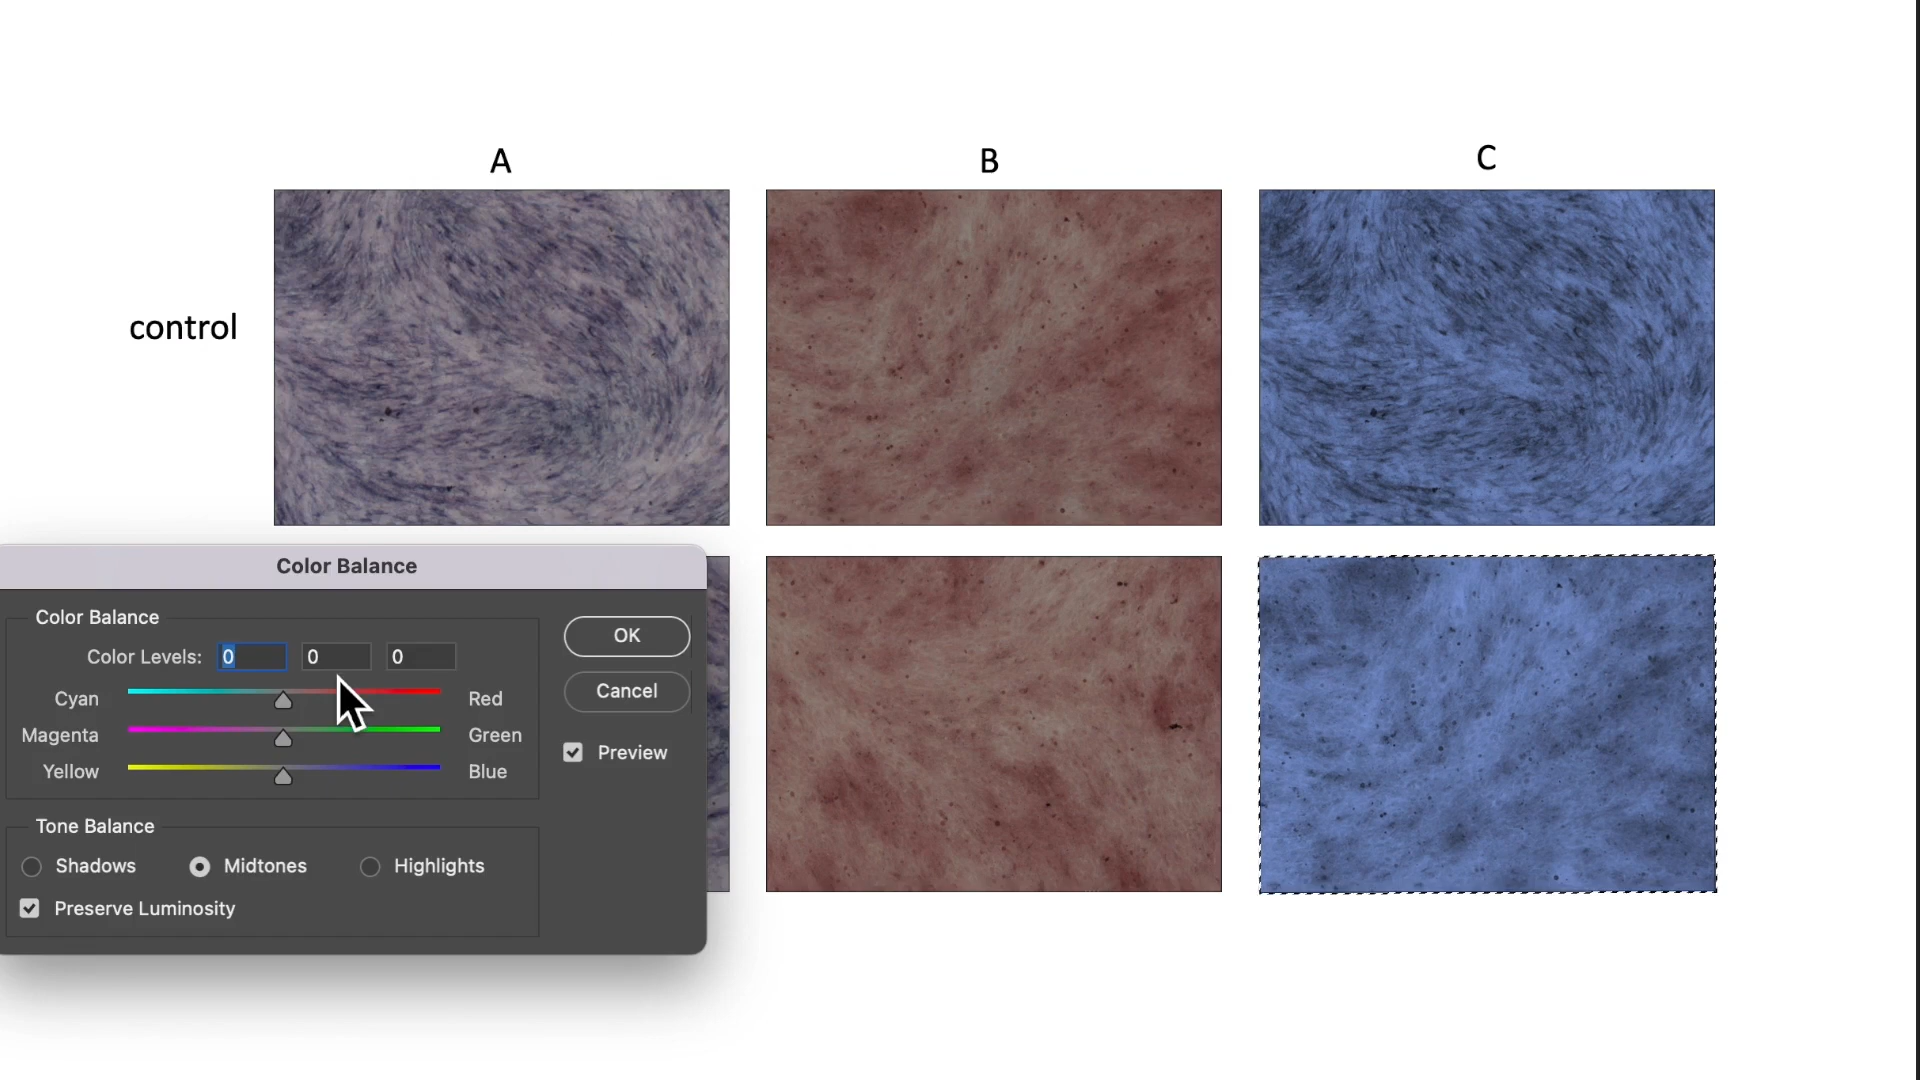 A B C
control
Color Balance
Color Balance
Color Levels: 0 0 0
Cyan Red
Magenta Green
Yellow Blue
OK
Cancel
Preview
Tone Balance
Shadows Midtones Highlights
Preserve Luminosity